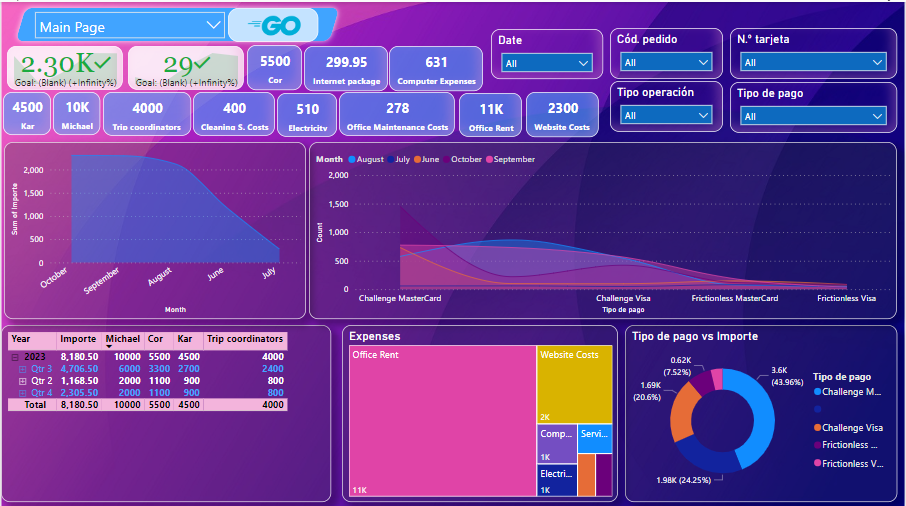 Main Page
GO
2.30K
Goal: (Blank) (+Infinity%)
29
Goal: (Blank) (+Infinity%)
5500
Cor
299.95
Internet package
631
Computer Expenses
Date
All
Cód. pedido
All
N.º tarjeta
All
4500
Kar
10K
Michael
4000
Trip coordinators
400
Cleaning S. Costs
510
Electricity
278
Office Maintenance Costs
11K
Office Rent
2300
Website Costs
Tipo operación
All
Tipo de pago
All
Sum of Importe
2,000
1,500
1,000
500
0
October
September
August
June
July
Month
Month August July June October September
Count
2,000
1,500
1,000
500
0
Challenge MasterCard
Challenge Visa
Frictionless MasterCard
Frictionless Visa
Tipo de pago
Year Importe Michael Cor Kar Trip coordinators
2023 8,180.50 10000 5500 4500 4000
Qtr 3 4,706.50 6000 3300 2700 2400
Qtr 2 1,168.50 2000 1100 900 800
Qtr 4 2,305.50 2000 1100 900 800
Total 8,180.50 10000 5500 4500 4000
Expenses
Office Rent
11K
Website Costs
2K
Comp...
1K
Servi...
Electri...
1K
Tipo de pago vs Importe
0.62K
(7.52%)
3.6K
(43.96%)
1.69K
(20.6%)
1.98K (24.25%)
Tipo de pago
Challenge M...
Challenge Visa
Frictionless ...
Frictionless V...